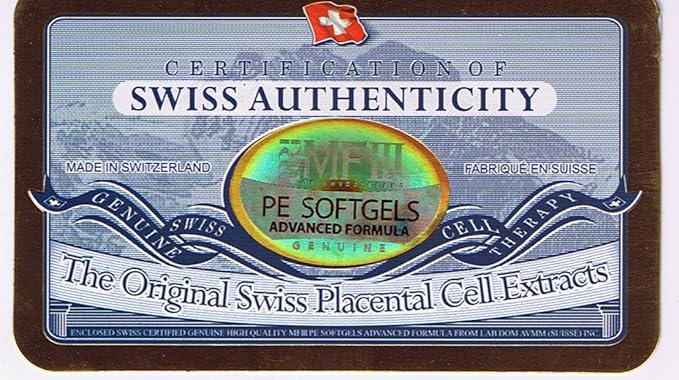 CERTIFICATION OF
SWISS AUTHENTICITY
MADE IN SWITZERLAND
MFIII
FABRIQUÉ EN SUISSE
PE SOFTGELS
ADVANCED FORMULA
GENUINE
GENUINE SWISS
CELL THERAPY
The Original Swiss Placental Cell Extracts
ENCLOSED SWISS CERTIFIED GENUINE HIGH QUALITY MFIII PE SOFTGELS ADVANCED FORMULA FROM LAB DOM AVMM (SUISSE) INC.